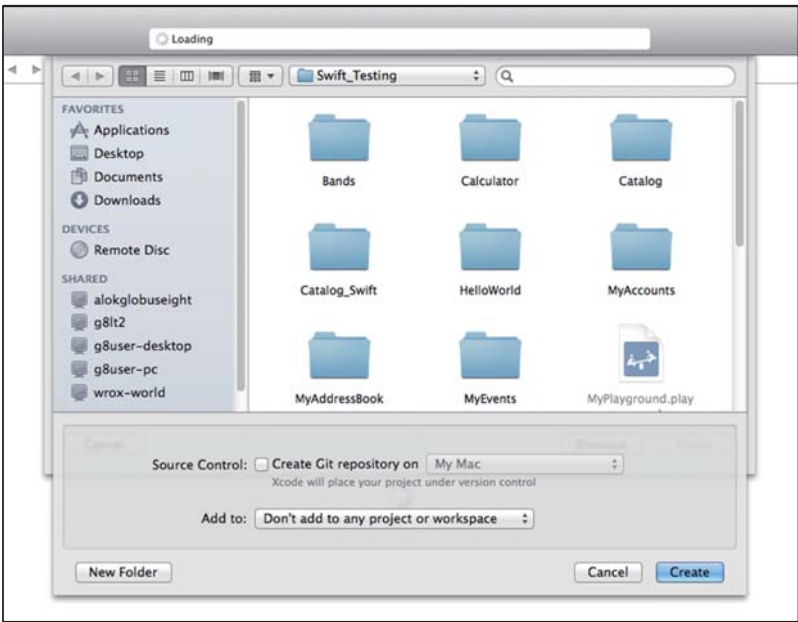 Loading
Swift_Testing
FAVORITES
Applications
Desktop
Documents
Downloads
DEVICES
Remote Disc
SHARED
alokglobuseight
g8lt2
g8user-desktop
g8user-pc
wrox-world
Bands Calculator Catalog
Catalog_Swift HelloWorld MyAccounts
MyAddressBook MyEvents MyPlayground.play
Cancel Previous
Source Control: Create Git repository on My Mac
Xcode will place your project under version control
Add to: Don't add to any project or workspace
New Folder Cancel Create